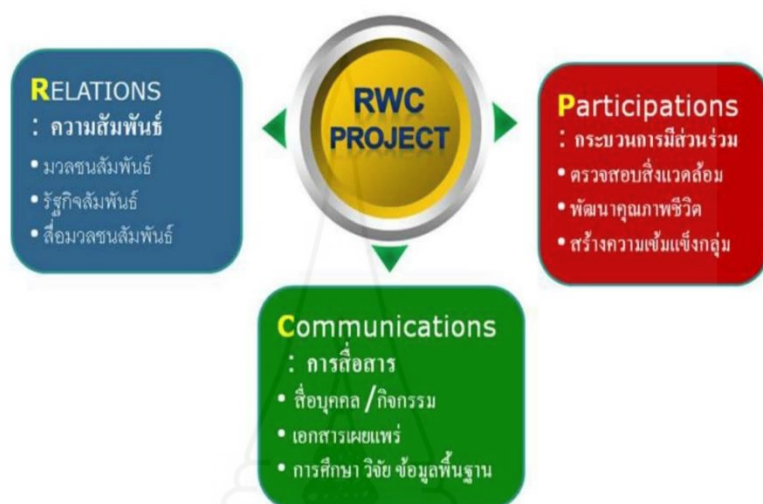 RWC
PROJECT
RELATIONS
: ความสัมพันธ์
• มวลชนสัมพันธ์
• รัฐกิจสัมพันธ์
• สื่อมวลชนสัมพันธ์
Participations
: กระบวนการมีส่วนร่วม
• ตรวจสอบสิ่งแวดล้อม
• พัฒนาคุณภาพชีวิต
• สร้างความเข้มแข็งกลุ่ม
Communications
: การสื่อสาร
• สื่อบุคคล /กิจกรรม
• เอกสารเผยแพร่
• การศึกษา วิจัย ข้อมูลพื้นฐาน